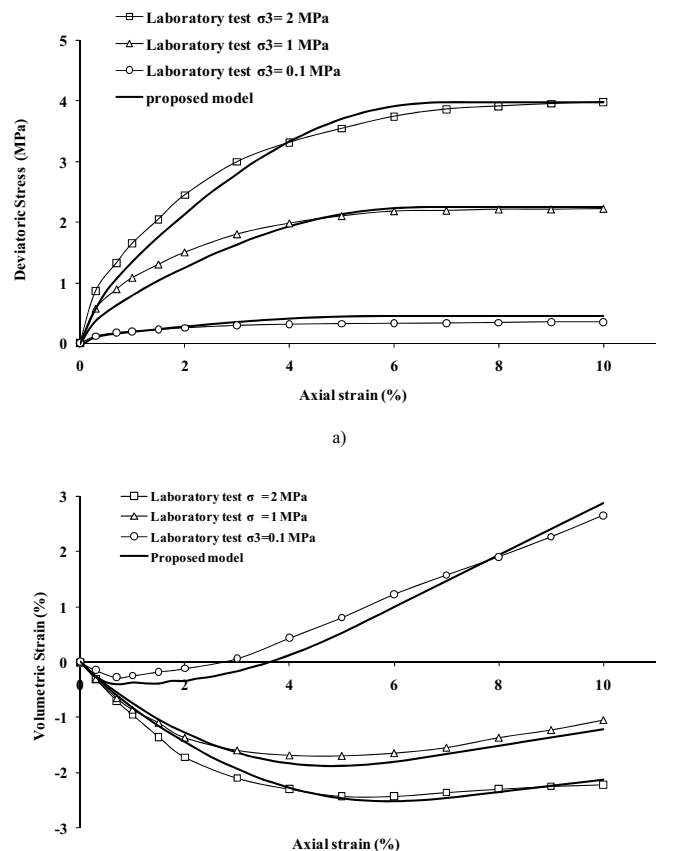 Laboratory test σ3= 2 MPa
Laboratory test σ3= 1 MPa
Laboratory test σ3= 0.1 MPa
proposed model
Deviatoric Stress (MPa)
5
4
3
2
1
0
0 2 4 6 8 10
Axial strain (%)
a)
Laboratory test σ = 2 MPa
Laboratory test σ = 1 MPa
Laboratory test σ3=0.1 MPa
Proposed model
Volumetric Strain (%)
3
2
1
0
-1
-2
-3
0 2 4 6 8 10
Axial strain (%)